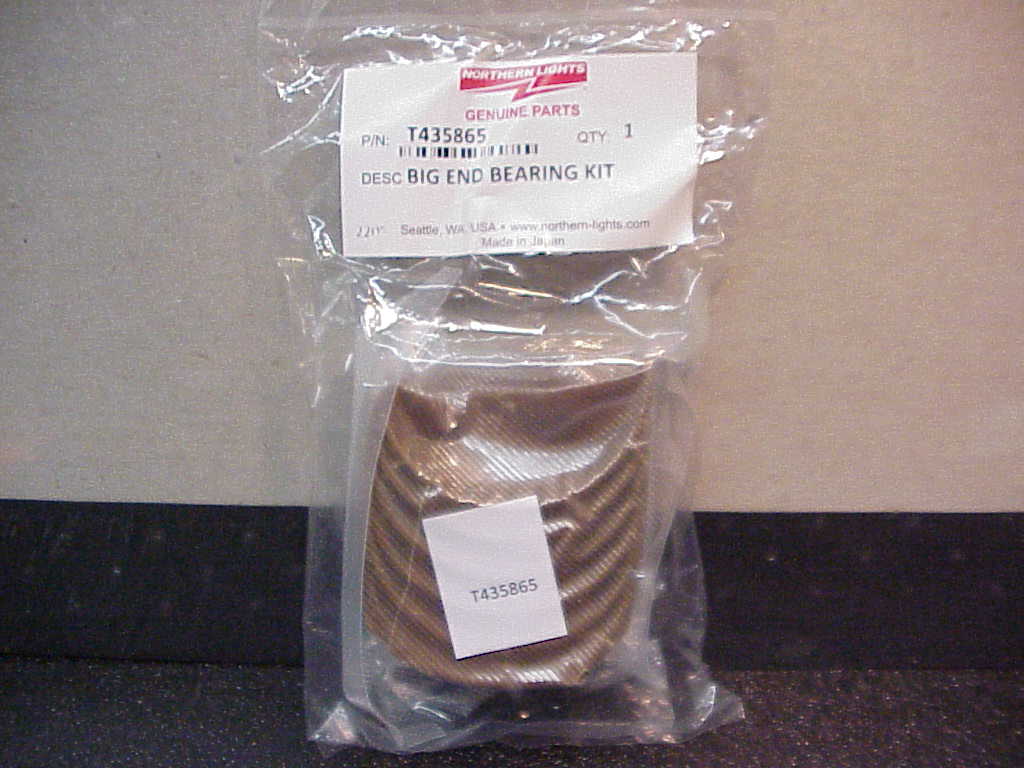 NORTHERN LIGHTS
GENUINE PARTS
P/N: T435865 QTY: 1
DESC BIG END BEARING KIT
Seattle, WA, USA • www.northern-lights.com
Made in Japan
T435865